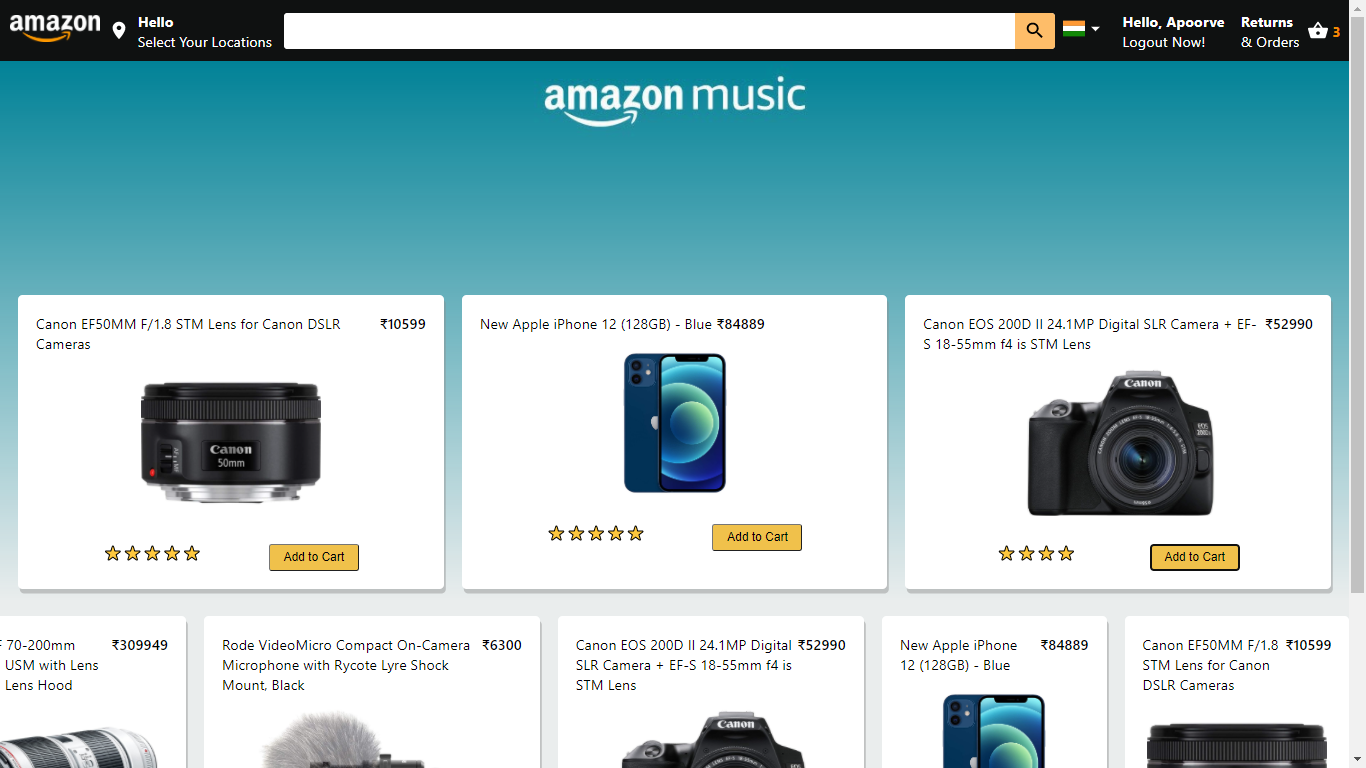 amazon
Hello
Select Your Locations
Hello, Apoorve
Logout Now!
Returns
& Orders
3
amazon music
Canon EF50MM F/1.8 STM Lens for Canon DSLR
Cameras
₹10599
Canon
50mm
Add to Cart
New Apple iPhone 12 (128GB) - Blue ₹84889
Add to Cart
Canon EOS 200D II 24.1MP Digital SLR Camera + EF-
S 18-55mm f4 is STM Lens
₹52990
Canon
EOS
Add to Cart
70-200mm
USM with Lens
Lens Hood
₹309949
Rode VideoMicro Compact On-Camera
Microphone with Rycote Lyre Shock
Mount, Black
₹6300
Canon EOS 200D II 24.1MP Digital
SLR Camera + EF-S 18-55mm f4 is
STM Lens
₹52990
Canon
New Apple iPhone
12 (128GB) - Blue
₹84889
Canon EF50MM F/1.8
STM Lens for Canon
DSLR Cameras
₹10599